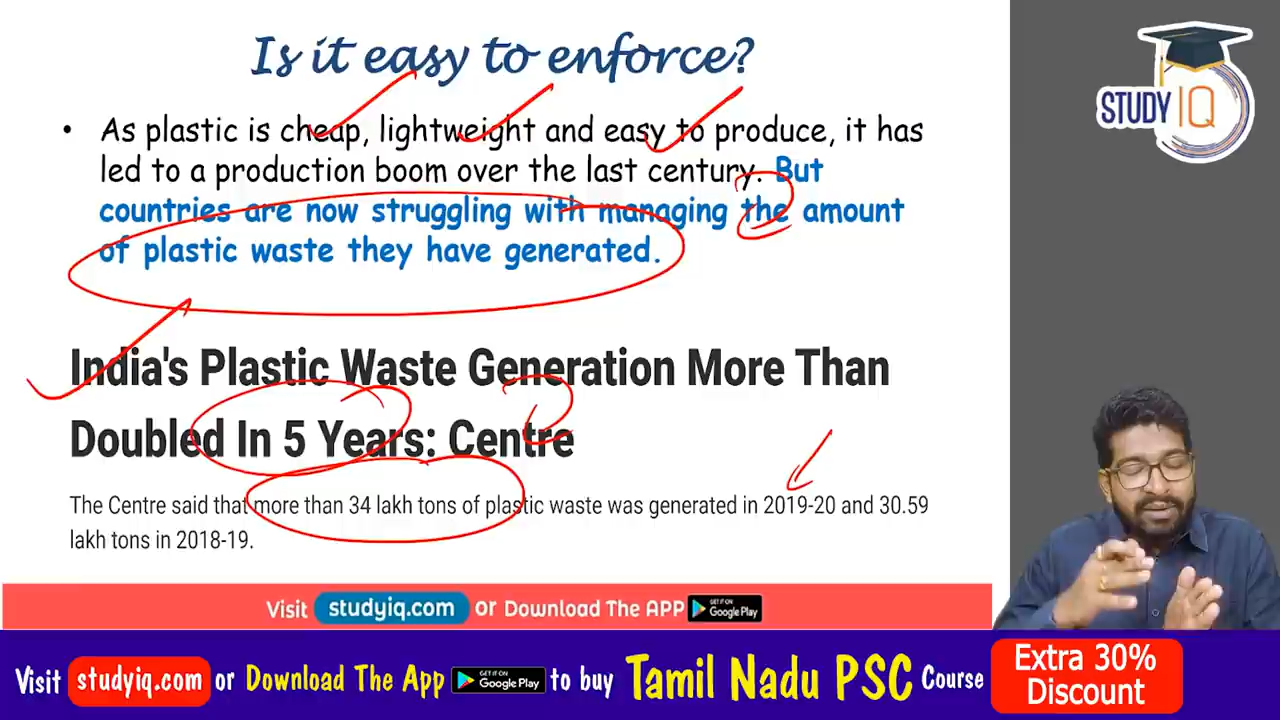 Is it easy to enforce?
• As plastic is cheap, lightweight and easy to produce, it has
led to a production boom over the last century. But
countries are now struggling with managing the amount
of plastic waste they have generated.
India's Plastic Waste Generation More Than
Doubled In 5 Years: Centre
The Centre said that more than 34 lakh tons of plastic waste was generated in 2019-20 and 30.59
lakh tons in 2018-19.
STUDY IQ
Visit studyiq.com or Download The APP GET IT ON Google Play
Visit studyiq.com or Download The App GET IT ON Google Play to buy Tamil Nadu PSC Course
Extra 30%
Discount